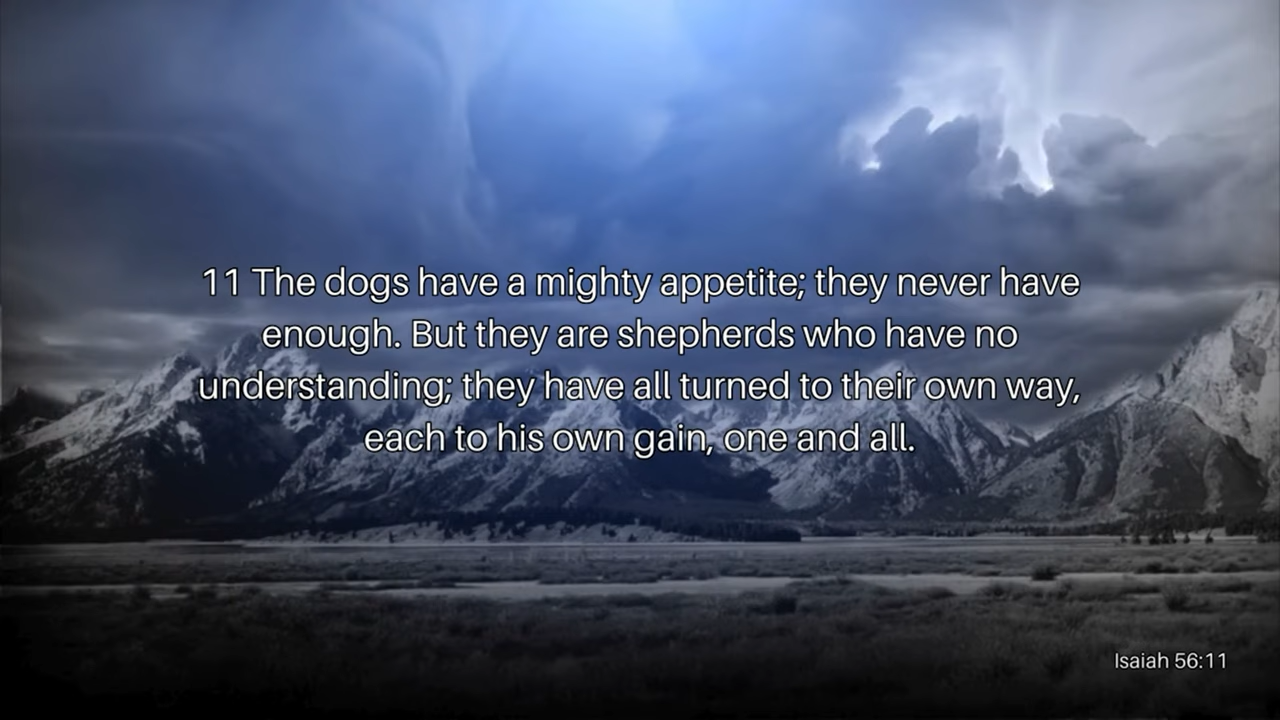 11 The dogs have a mighty appetite; they never have
enough. But they are shepherds who have no
understanding; they have all turned to their own way,
each to his own gain, one and all.
Isaiah 56:11